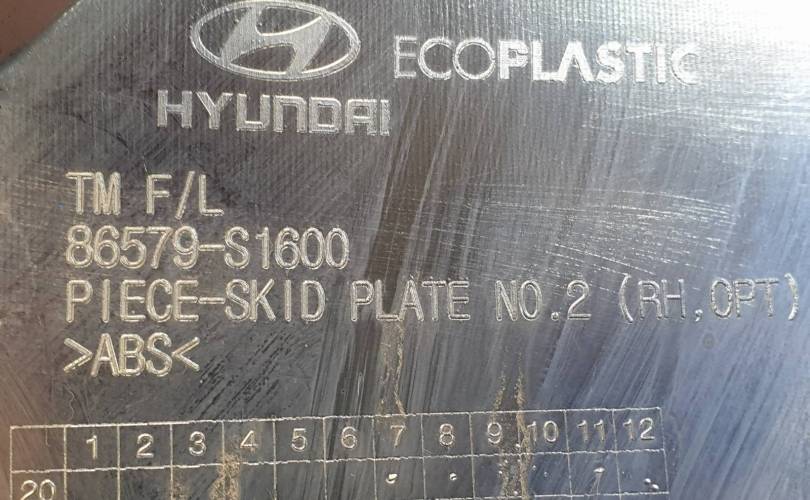 HYUNDAI
ECOPLASTIC
TM F/L
86579-S1600
PIECE-SKID PLATE NO.2 (RH,OPT)
>ABS<
1 2 3 4 5 6 7 8 9 10 11 12
20